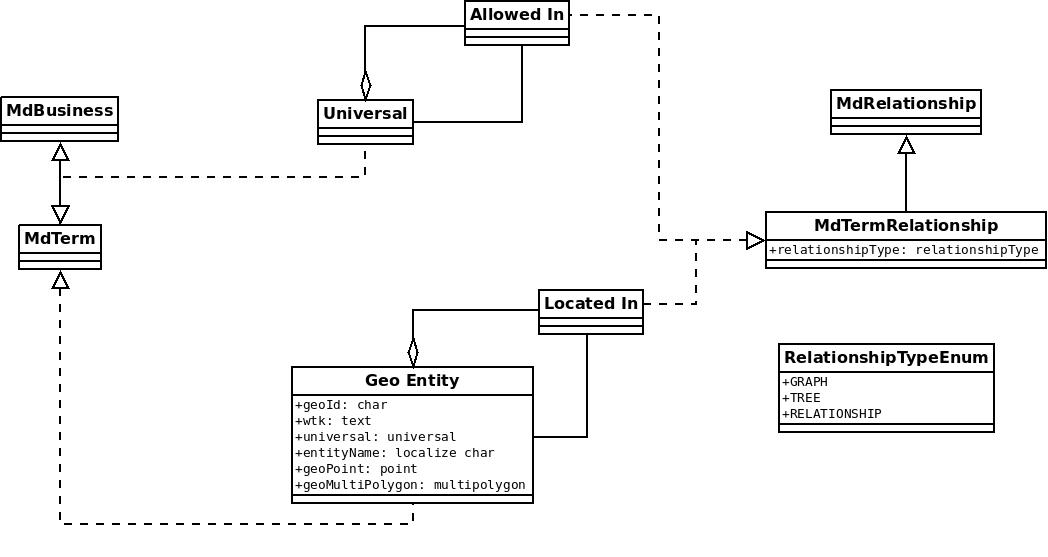 Allowed In
MdBusiness
Universal
MdRelationship
MdTerm
MdTermRelationship
+relationshipType: relationshipType
Located In
RelationshipTypeEnum
+GRAPH
+TREE
+RELATIONSHIP
Geo Entity
+geoId: char
+wtk: text
+universal: universal
+entityName: localize char
+geoPoint: point
+geoMultiPolygon: multipolygon